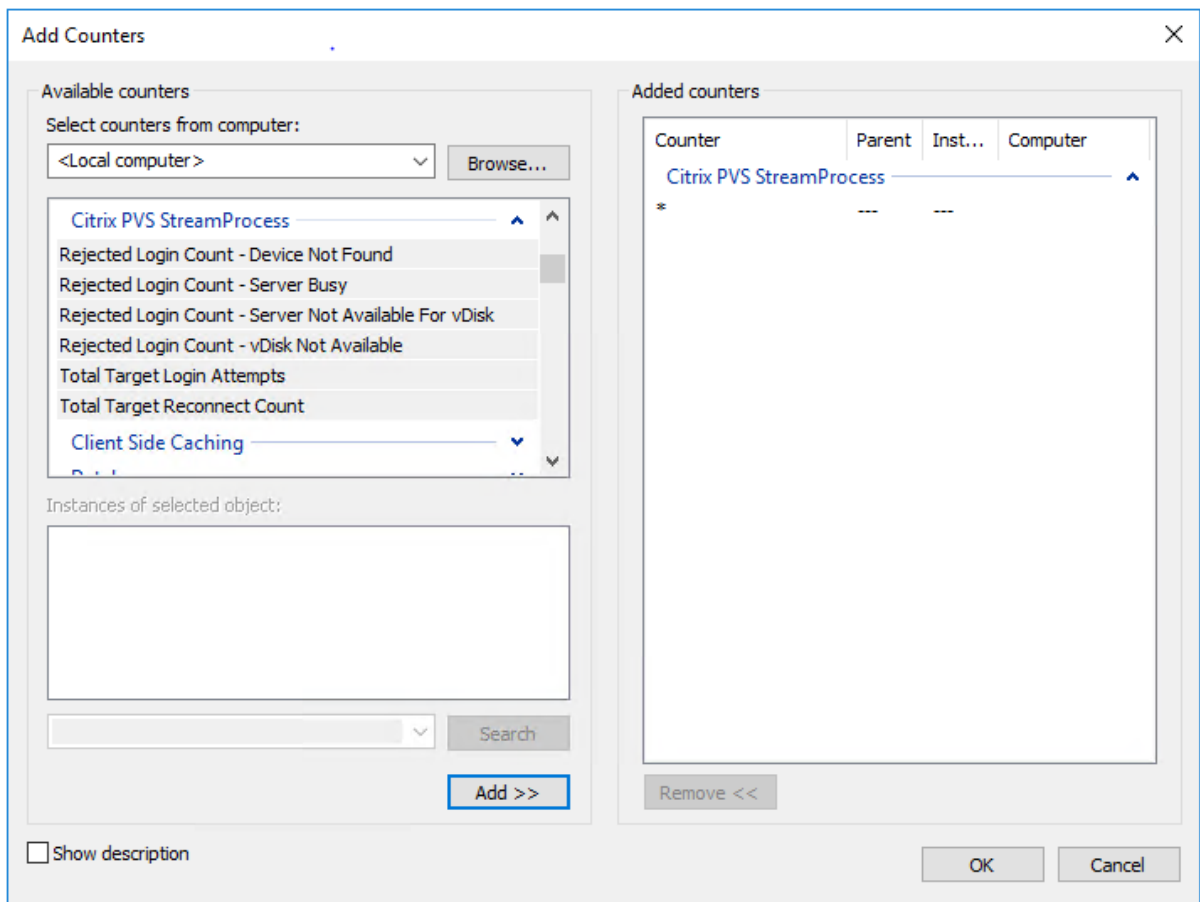 Add Counters
Available counters
Select counters from computer:
<Local computer>
Browse...
Citrix PVS StreamProcess
Rejected Login Count - Device Not Found
Rejected Login Count - Server Busy
Rejected Login Count - Server Not Available For vDisk
Rejected Login Count - vDisk Not Available
Total Target Login Attempts
Total Target Reconnect Count
Client Side Caching
Instances of selected object:
Search
Add >>
Show description
Added counters
Counter Parent Inst... Computer
Citrix PVS StreamProcess
* --- ---
Remove <<
OK
Cancel